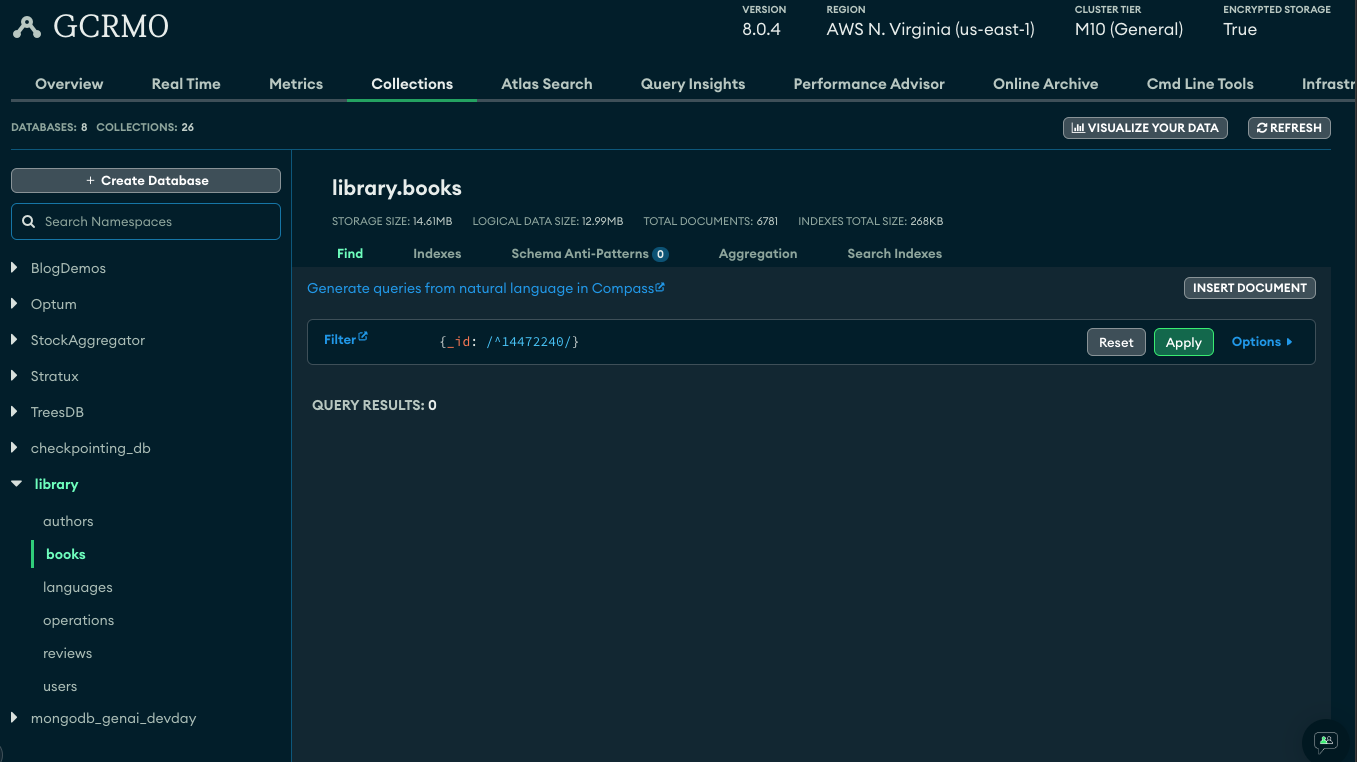 GCRMO
VERSION
8.0.4
REGION
AWS N. Virginia (us-east-1)
CLUSTER TIER
M10 (General)
ENCRYPTED STORAGE
True
Overview
Real Time
Metrics
Collections
Atlas Search
Query Insights
Performance Advisor
Online Archive
Cmd Line Tools
Infrastr
DATABASES: 8 COLLECTIONS: 26
VISUALIZE YOUR DATA
REFRESH
+ Create Database
Search Namespaces
BlogDemos
Optum
StockAggregator
Stratux
TreesDB
checkpointing_db
library
authors
books
languages
operations
reviews
users
mongodb_genai_devday
library.books
STORAGE SIZE: 14.61MB LOGICAL DATA SIZE: 12.99MB TOTAL DOCUMENTS: 6781 INDEXES TOTAL SIZE: 268KB
Find
Indexes
Schema Anti-Patterns 0
Aggregation
Search Indexes
Generate queries from natural language in Compass
INSERT DOCUMENT
Filter
{_id: /^14472240/}
Reset
Apply
Options
QUERY RESULTS: 0